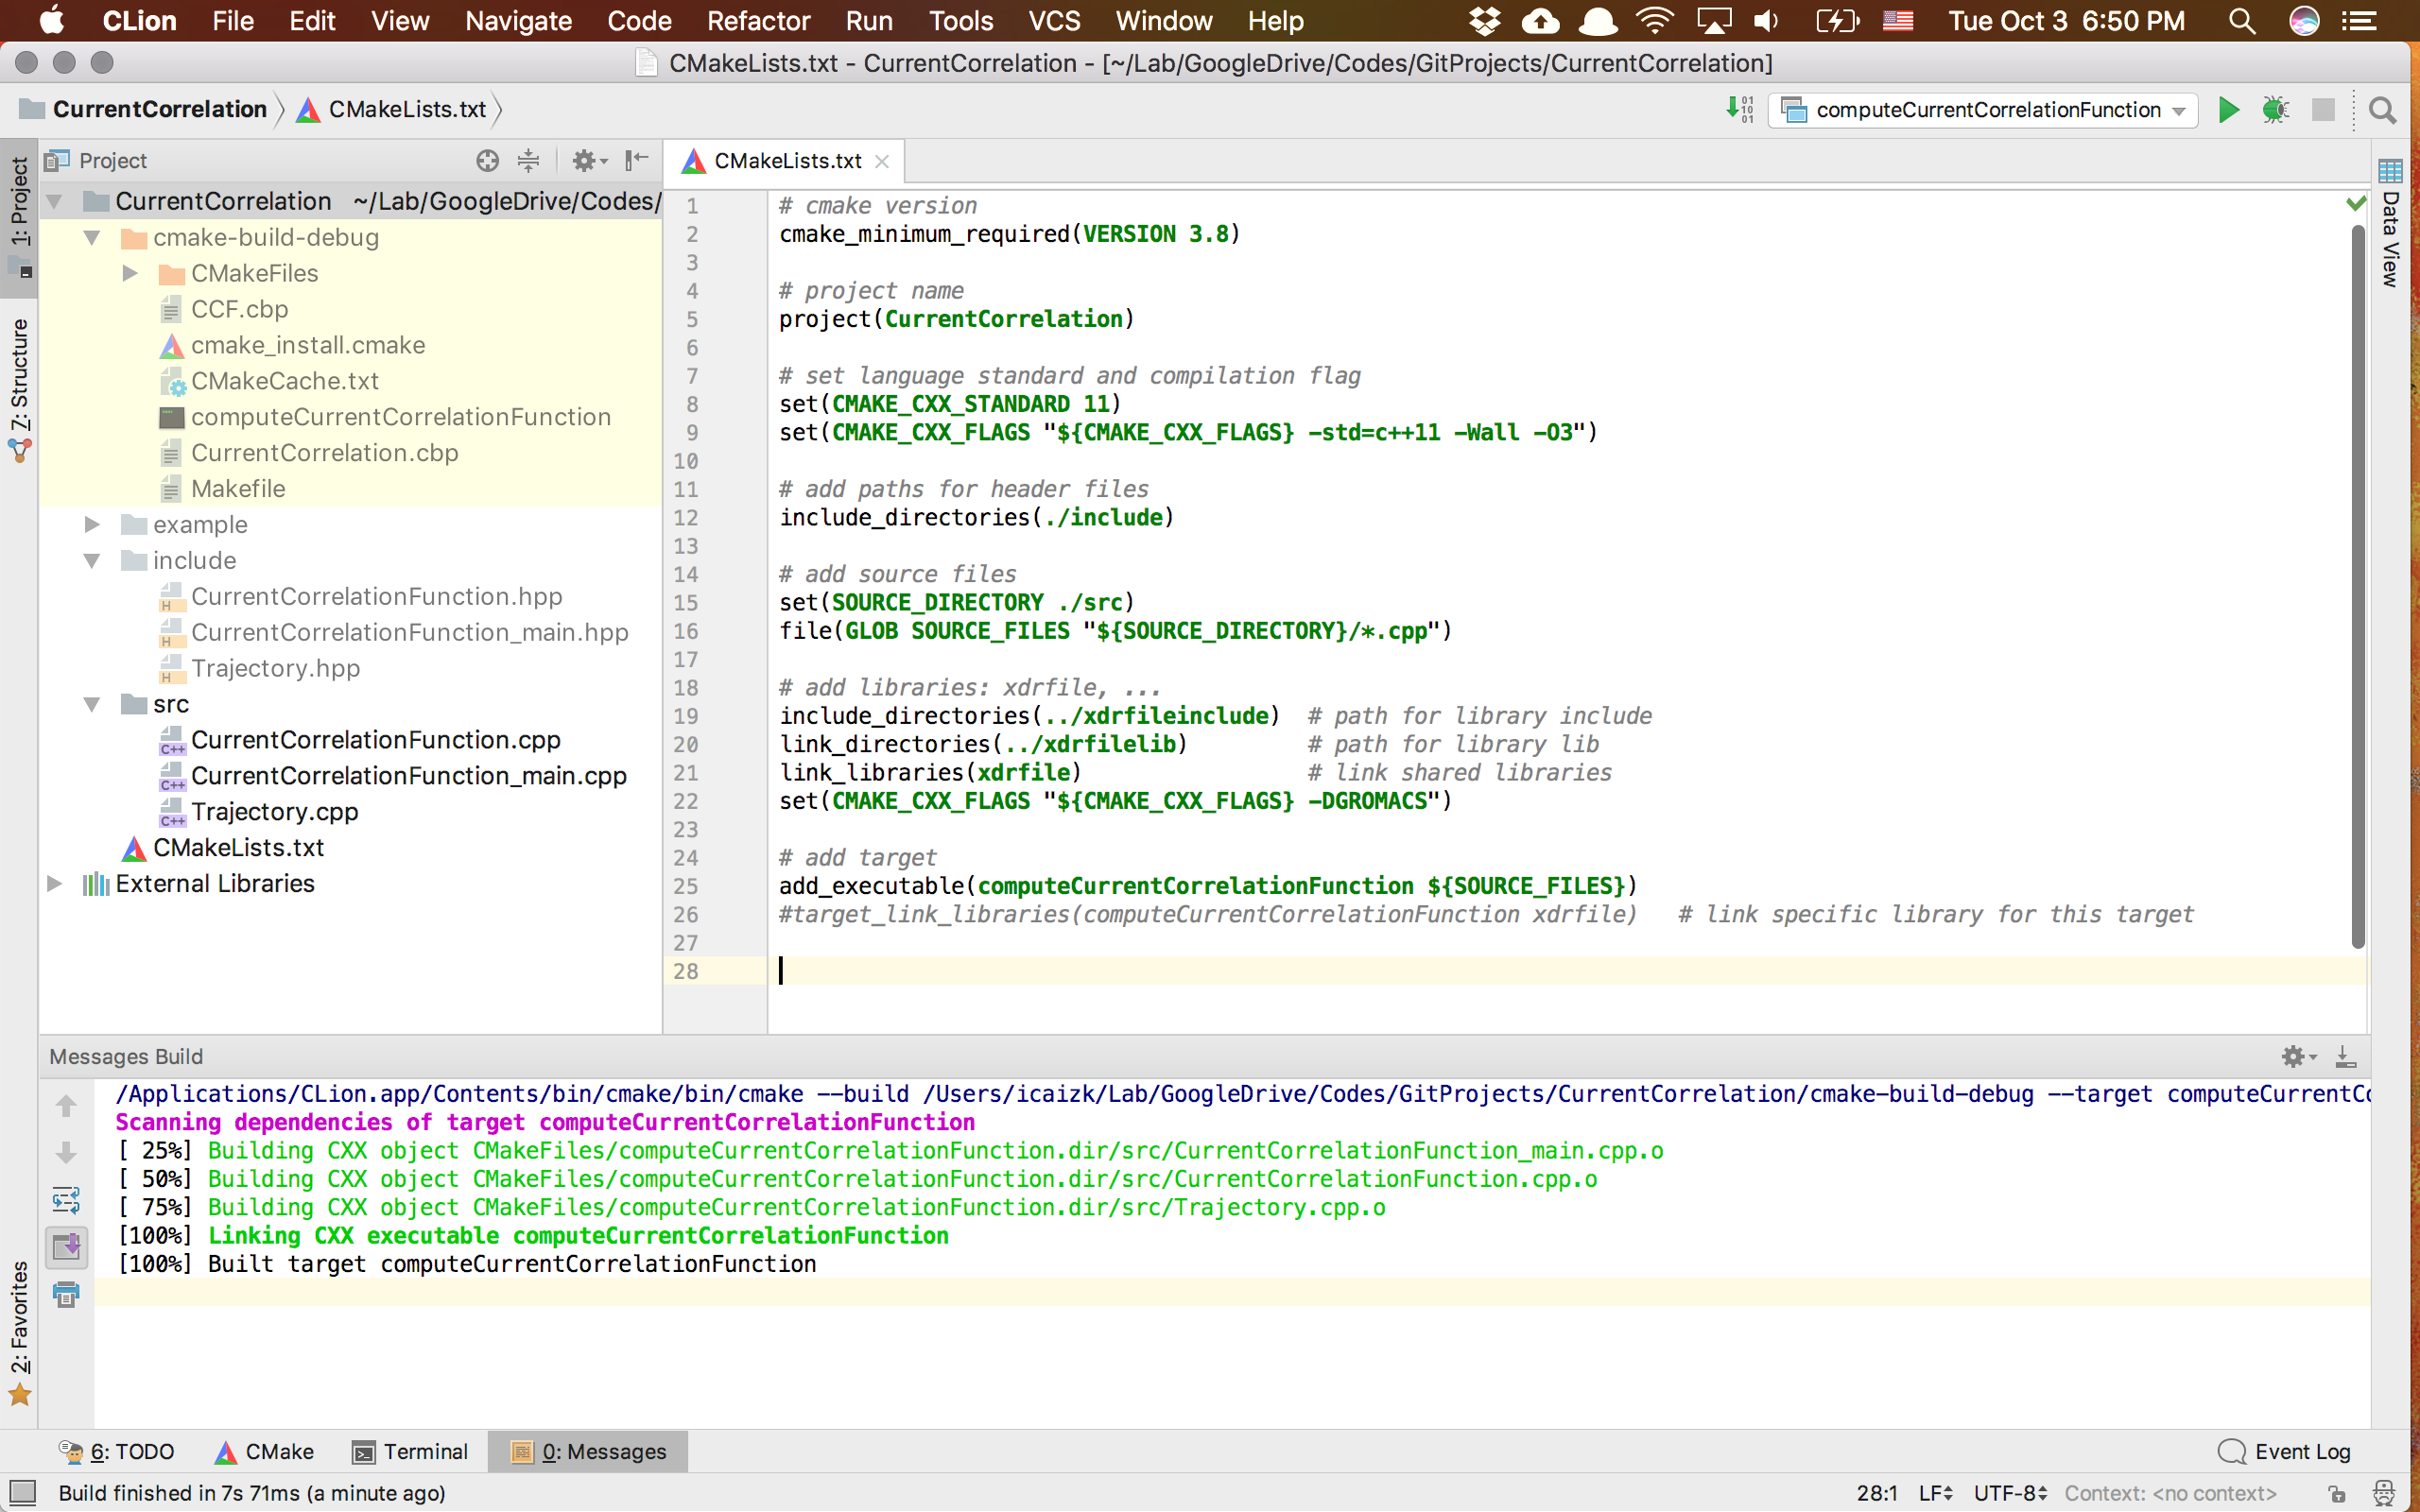 CLion File Edit View Navigate Code Refactor Run Tools VCS Window Help Tue Oct 3 6:50 PM
CMakeLists.txt - CurrentCorrelation - [~/Lab/GoogleDrive/Codes/GitProjects/CurrentCorrelation]
CurrentCorrelation CMakeLists.txt computeCurrentCorrelationFunction
1: Project
7: Structure
2: Favorites
Project
CurrentCorrelation ~/Lab/GoogleDrive/Codes/
cmake-build-debug
CMakeFiles
CCF.cbp
cmake_install.cmake
CMakeCache.txt
computeCurrentCorrelationFunction
CurrentCorrelation.cbp
Makefile
example
include
CurrentCorrelationFunction.hpp
CurrentCorrelationFunction_main.hpp
Trajectory.hpp
src
CurrentCorrelationFunction.cpp
CurrentCorrelationFunction_main.cpp
Trajectory.cpp
CMakeLists.txt
External Libraries
CMakeLists.txt
1 # cmake version
2 cmake_minimum_required(VERSION 3.8)
3
4 # project name
5 project(CurrentCorrelation)
6
7 # set language standard and compilation flag
8 set(CMAKE_CXX_STANDARD 11)
9 set(CMAKE_CXX_FLAGS "${CMAKE_CXX_FLAGS} -std=c++11 -Wall -O3")
10
11 # add paths for header files
12 include_directories(./include)
13
14 # add source files
15 set(SOURCE_DIRECTORY ./src)
16 file(GLOB SOURCE_FILES "${SOURCE_DIRECTORY}/*.cpp")
17
18 # add libraries: xdrfile, ...
19 include_directories(../xdrfileinclude) # path for library include
20 link_directories(../xdrfilelib) # path for library lib
21 link_libraries(xdrfile) # link shared libraries
22 set(CMAKE_CXX_FLAGS "${CMAKE_CXX_FLAGS} -DGROMACS")
23
24 # add target
25 add_executable(computeCurrentCorrelationFunction ${SOURCE_FILES})
26 #target_link_libraries(computeCurrentCorrelationFunction xdrfile) # link specific library for this target
27
28
Data View
Messages Build
/Applications/CLion.app/Contents/bin/cmake/bin/cmake --build /Users/icaizk/Lab/GoogleDrive/Codes/GitProjects/CurrentCorrelation/cmake-build-debug --target computeCurrentCo
Scanning dependencies of target computeCurrentCorrelationFunction
[ 25%] Building CXX object CMakeFiles/computeCurrentCorrelationFunction.dir/src/CurrentCorrelationFunction_main.cpp.o
[ 50%] Building CXX object CMakeFiles/computeCurrentCorrelationFunction.dir/src/CurrentCorrelationFunction.cpp.o
[ 75%] Building CXX object CMakeFiles/computeCurrentCorrelationFunction.dir/src/Trajectory.cpp.o
[100%] Linking CXX executable computeCurrentCorrelationFunction
[100%] Built target computeCurrentCorrelationFunction
6: TODO CMake Terminal 0: Messages Event Log
Build finished in 7s 71ms (a minute ago) 28:1 LF UTF-8 Context: <no context>